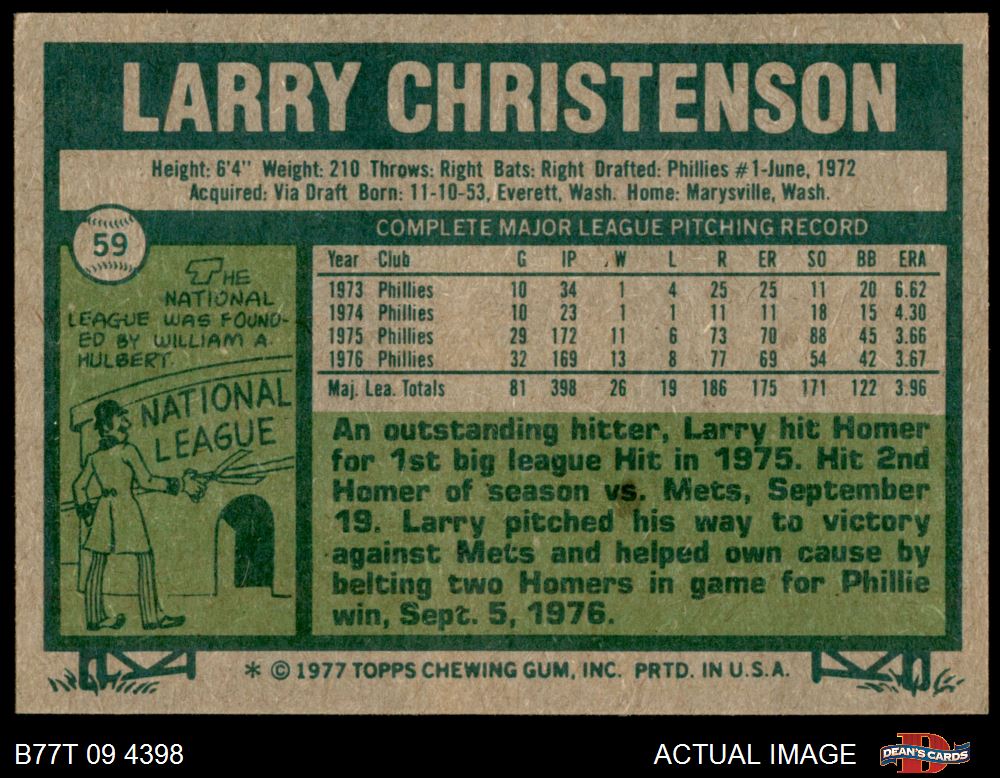 LARRY CHRISTENSON
Height: 6'4" Weight: 210 Throws: Right Bats: Right Drafted: Phillies #1-June, 1972
Acquired: Via Draft Born: 11-10-53, Everett, Wash. Home: Marysville, Wash.
59
THE
NATIONAL
LEAGUE WAS FOUND-
ED BY WILLIAM A.
HULBERT.
NATIONAL
LEAGUE
COMPLETE MAJOR LEAGUE PITCHING RECORD
Year Club G IP W L R ER SO BB ERA
1973 Phillies 10 34 1 4 25 25 11 20 6.62
1974 Phillies 10 23 1 1 11 11 18 15 4.30
1975 Phillies 29 172 11 6 73 70 88 45 3.66
1976 Phillies 32 169 13 8 77 69 54 42 3.67
Maj. Lea. Totals 81 398 26 19 186 175 171 122 3.96
An outstanding hitter, Larry hit Homer
for 1st big league Hit in 1975. Hit 2nd
Homer of season vs. Mets, September
19. Larry pitched his way to victory
against Mets and helped own cause by
belting two Homers in game for Phillie
win, Sept. 5, 1976.
* © 1977 TOPPS CHEWING GUM, INC. PRTD. IN U.S.A.
B77T 09 4398
ACTUAL IMAGE
D
DEAN'S CARDS